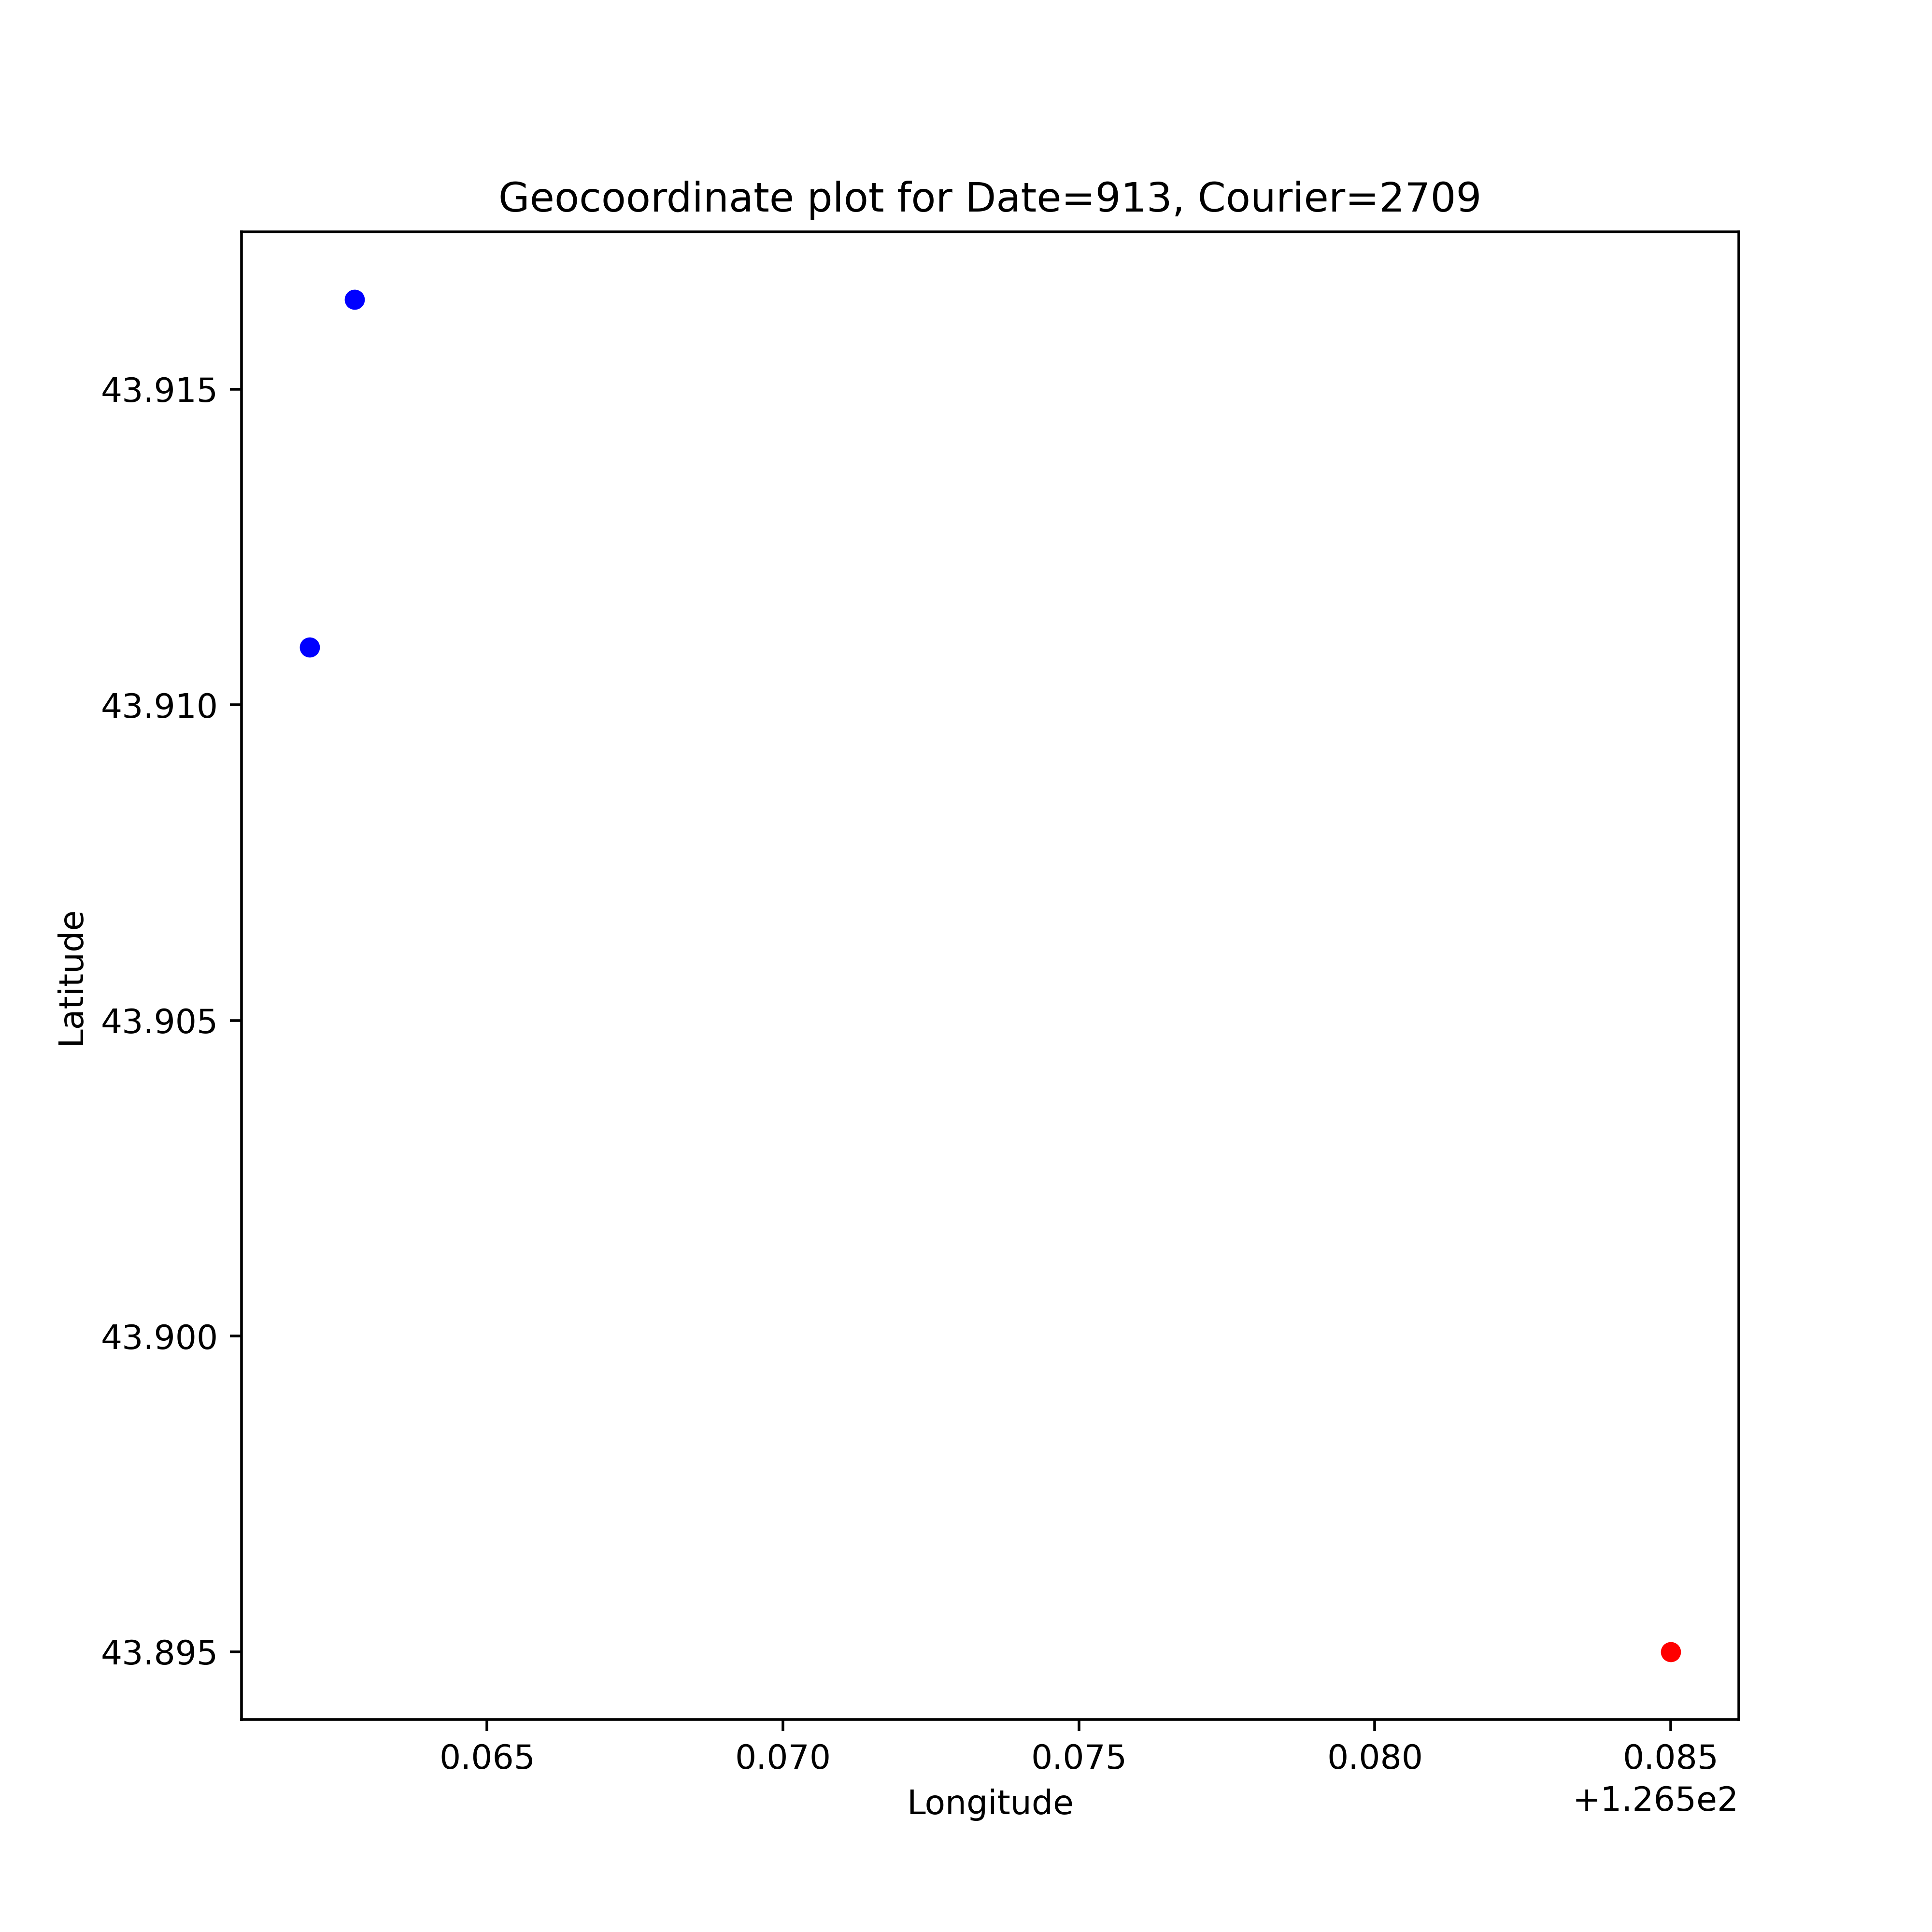 Geocoordinate plot for Date=913, Courier=2709
43.915
43.910
43.905
43.900
43.895
Latitude
0.065 0.070 0.075 0.080 0.085
Longitude
+1.265e2